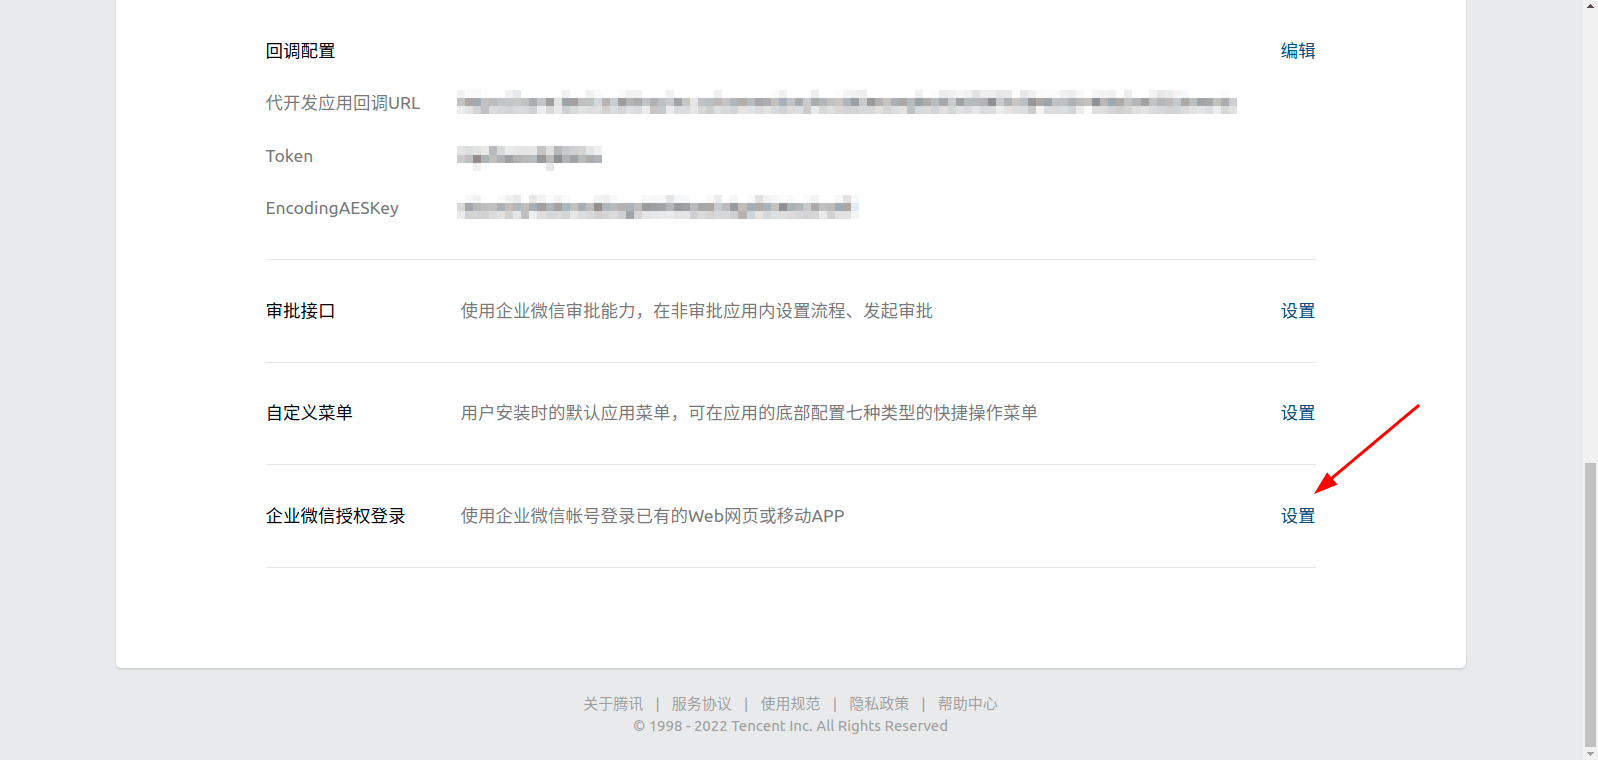 回调配置 编辑
代开发应用回调URL
Token
EncodingAESKey
审批接口 使用企业微信审批能力，在非审批应用内设置流程、发起审批 设置
自定义菜单 用户安装时的默认应用菜单，可在应用的底部配置七种类型的快捷操作菜单 设置
企业微信授权登录 使用企业微信帐号登录已有的Web网页或移动APP 设置
关于腾讯 | 服务协议 | 使用规范 | 隐私政策 | 帮助中心
© 1998 - 2022 Tencent Inc. All Rights Reserved